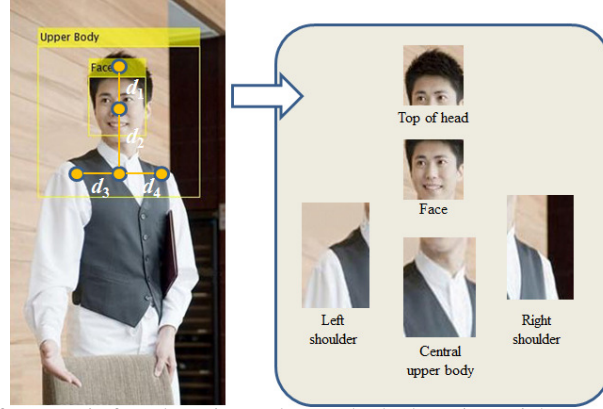 Upper Body
Face
d1
d2
d3
d4
Top of head
Face
Left
shoulder
Central
upper body
Right
shoulder